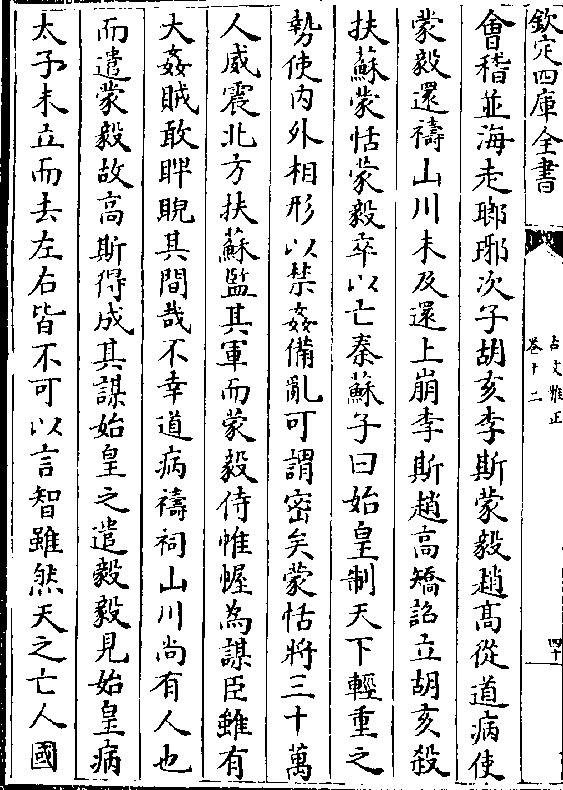 欽定四庫全書
古文雅正
卷十二
四十
會稽並海走瑯琊次子胡亥李斯蒙毅趙髙從道病使
蒙毅還禱山川未及還上崩李斯趙高矯詔立胡亥殺
扶蘇蒙恬蒙毅卒以亡秦蘇子曰始皇制天下輕重之
勢使内外相形以禁姦備亂可謂密矣蒙恬將三十萬
人威震北方扶蘇監其軍而蒙毅侍帷幄為謀臣雖有
大姦賊敢睥睨其間哉不幸道病禱祠山川尚有人也
而遣蒙毅故高斯得成其謀始皇之遣毅毅見始皇病
太子未立而去左右皆不可以言智雖然天之亡人國